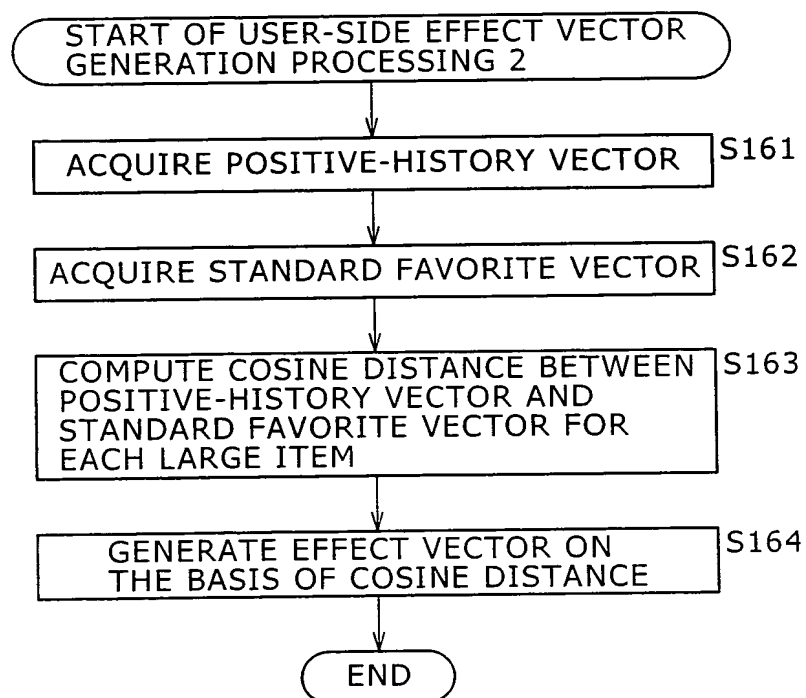 START OF USER-SIDE EFFECT VECTOR
GENERATION PROCESSING 2
ACQUIRE POSITIVE-HISTORY VECTOR
S161
ACQUIRE STANDARD FAVORITE VECTOR
S162
COMPUTE COSINE DISTANCE BETWEEN
POSITIVE-HISTORY VECTOR AND
STANDARD FAVORITE VECTOR FOR
EACH LARGE ITEM
S163
GENERATE EFFECT VECTOR ON
THE BASIS OF COSINE DISTANCE
S164
END